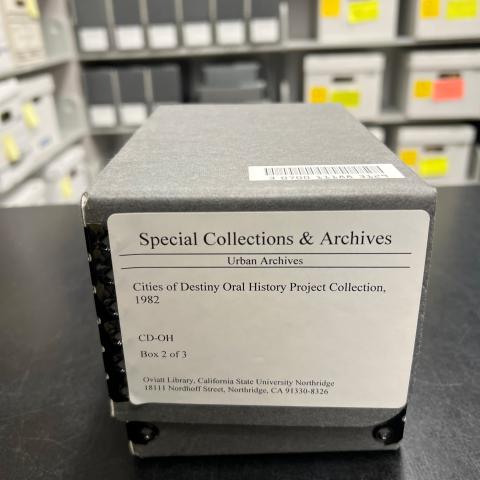 Special Collections & Archives
Urban Archives
Cities of Destiny Oral History Project Collection,
1982
CD-OH
Box 2 of 3
Oviatt Library, California State University Northridge
18111 Nordhoff Street, Northridge, CA 91330-8326